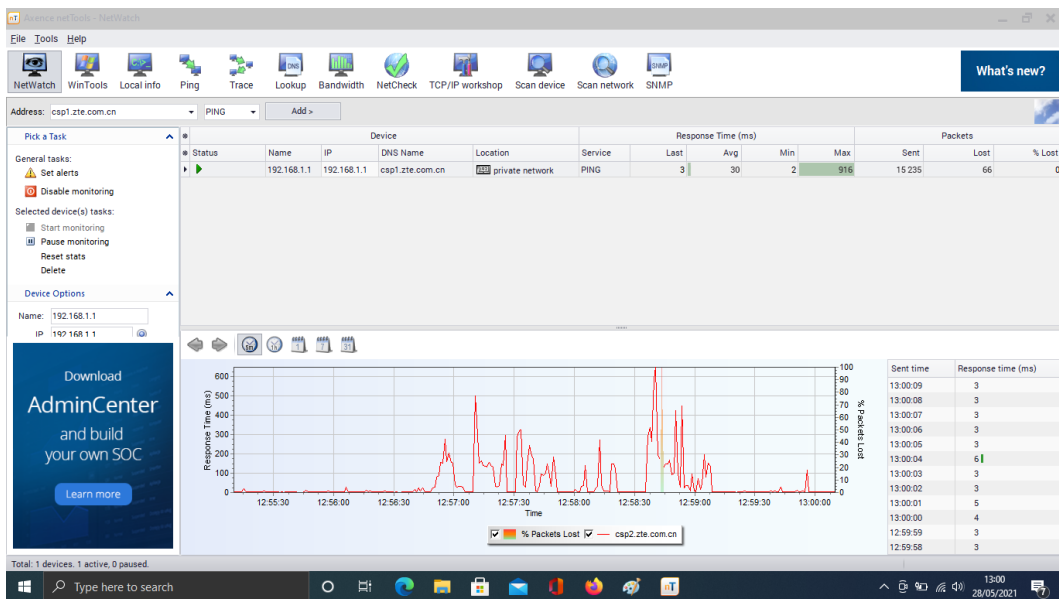 nT Axence netTools - NetWatch
File Tools Help
NetWatch WinTools Local info Ping Trace Lookup Bandwidth NetCheck TCP/IP workshop Scan device Scan network SNMP
What's new?
Address: csp1.zte.com.cn PING Add >
Pick a Task
General tasks:
Set alerts
Disable monitoring
Selected device(s) tasks:
Start monitoring
Pause monitoring
Reset stats
Delete
Device Options
Name: 192.168.1.1
IP 192.168.1.1
Download
AdminCenter
and build
your own SOC
Learn more
Device Response Time (ms) Packets
Status Name IP DNS Name Location Service Last Avg Min Max Sent Lost % Lost
192.168.1.1 192.168.1.1 csp1.zte.com.cn private network PING 3 30 2 916 15 235 66 0
Response Time (ms)
600
500
400
300
200
100
0
100
90
80
70
60
50
40
30
20
10
0
% Packets Lost
12:55:30 12:56:00 12:56:30 12:57:00 12:57:30 12:58:00 12:58:30 12:59:00 12:59:30 13:00:00
Time
% Packets Lost csp2.zte.com.cn
Sent time Response time (ms)
13:00:09 3
13:00:08 3
13:00:07 3
13:00:06 3
13:00:05 3
13:00:04 6
13:00:03 3
13:00:02 3
13:00:01 5
13:00:00 4
12:59:59 3
12:59:58 3
Total: 1 devices. 1 active, 0 paused.
Type here to search
nT
13:00
28/05/2021
7